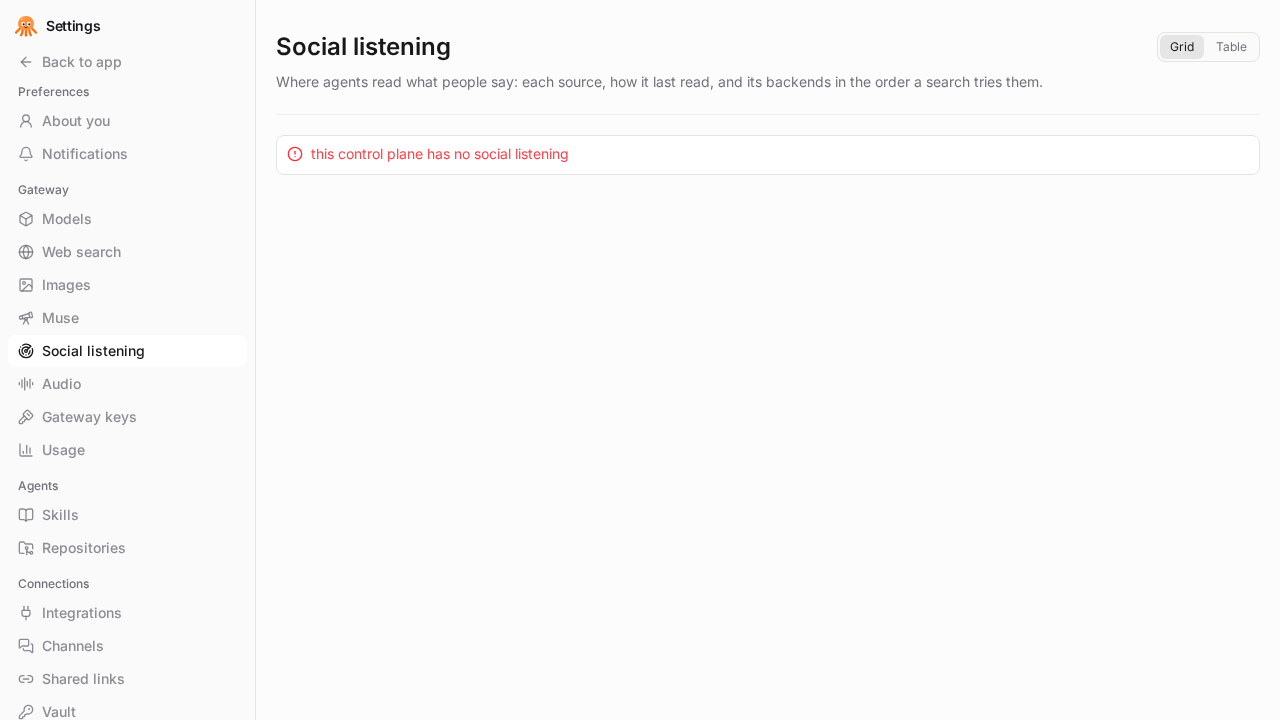 Settings
Back to app
Preferences
About you
Notifications
Gateway
Models
Web search
Images
Muse
Social listening
Audio
Gateway keys
Usage
Agents
Skills
Repositories
Connections
Integrations
Channels
Shared links
Vault
Social listening
Grid Table
Where agents read what people say: each source, how it last read, and its backends in the order a search tries them.
this control plane has no social listening